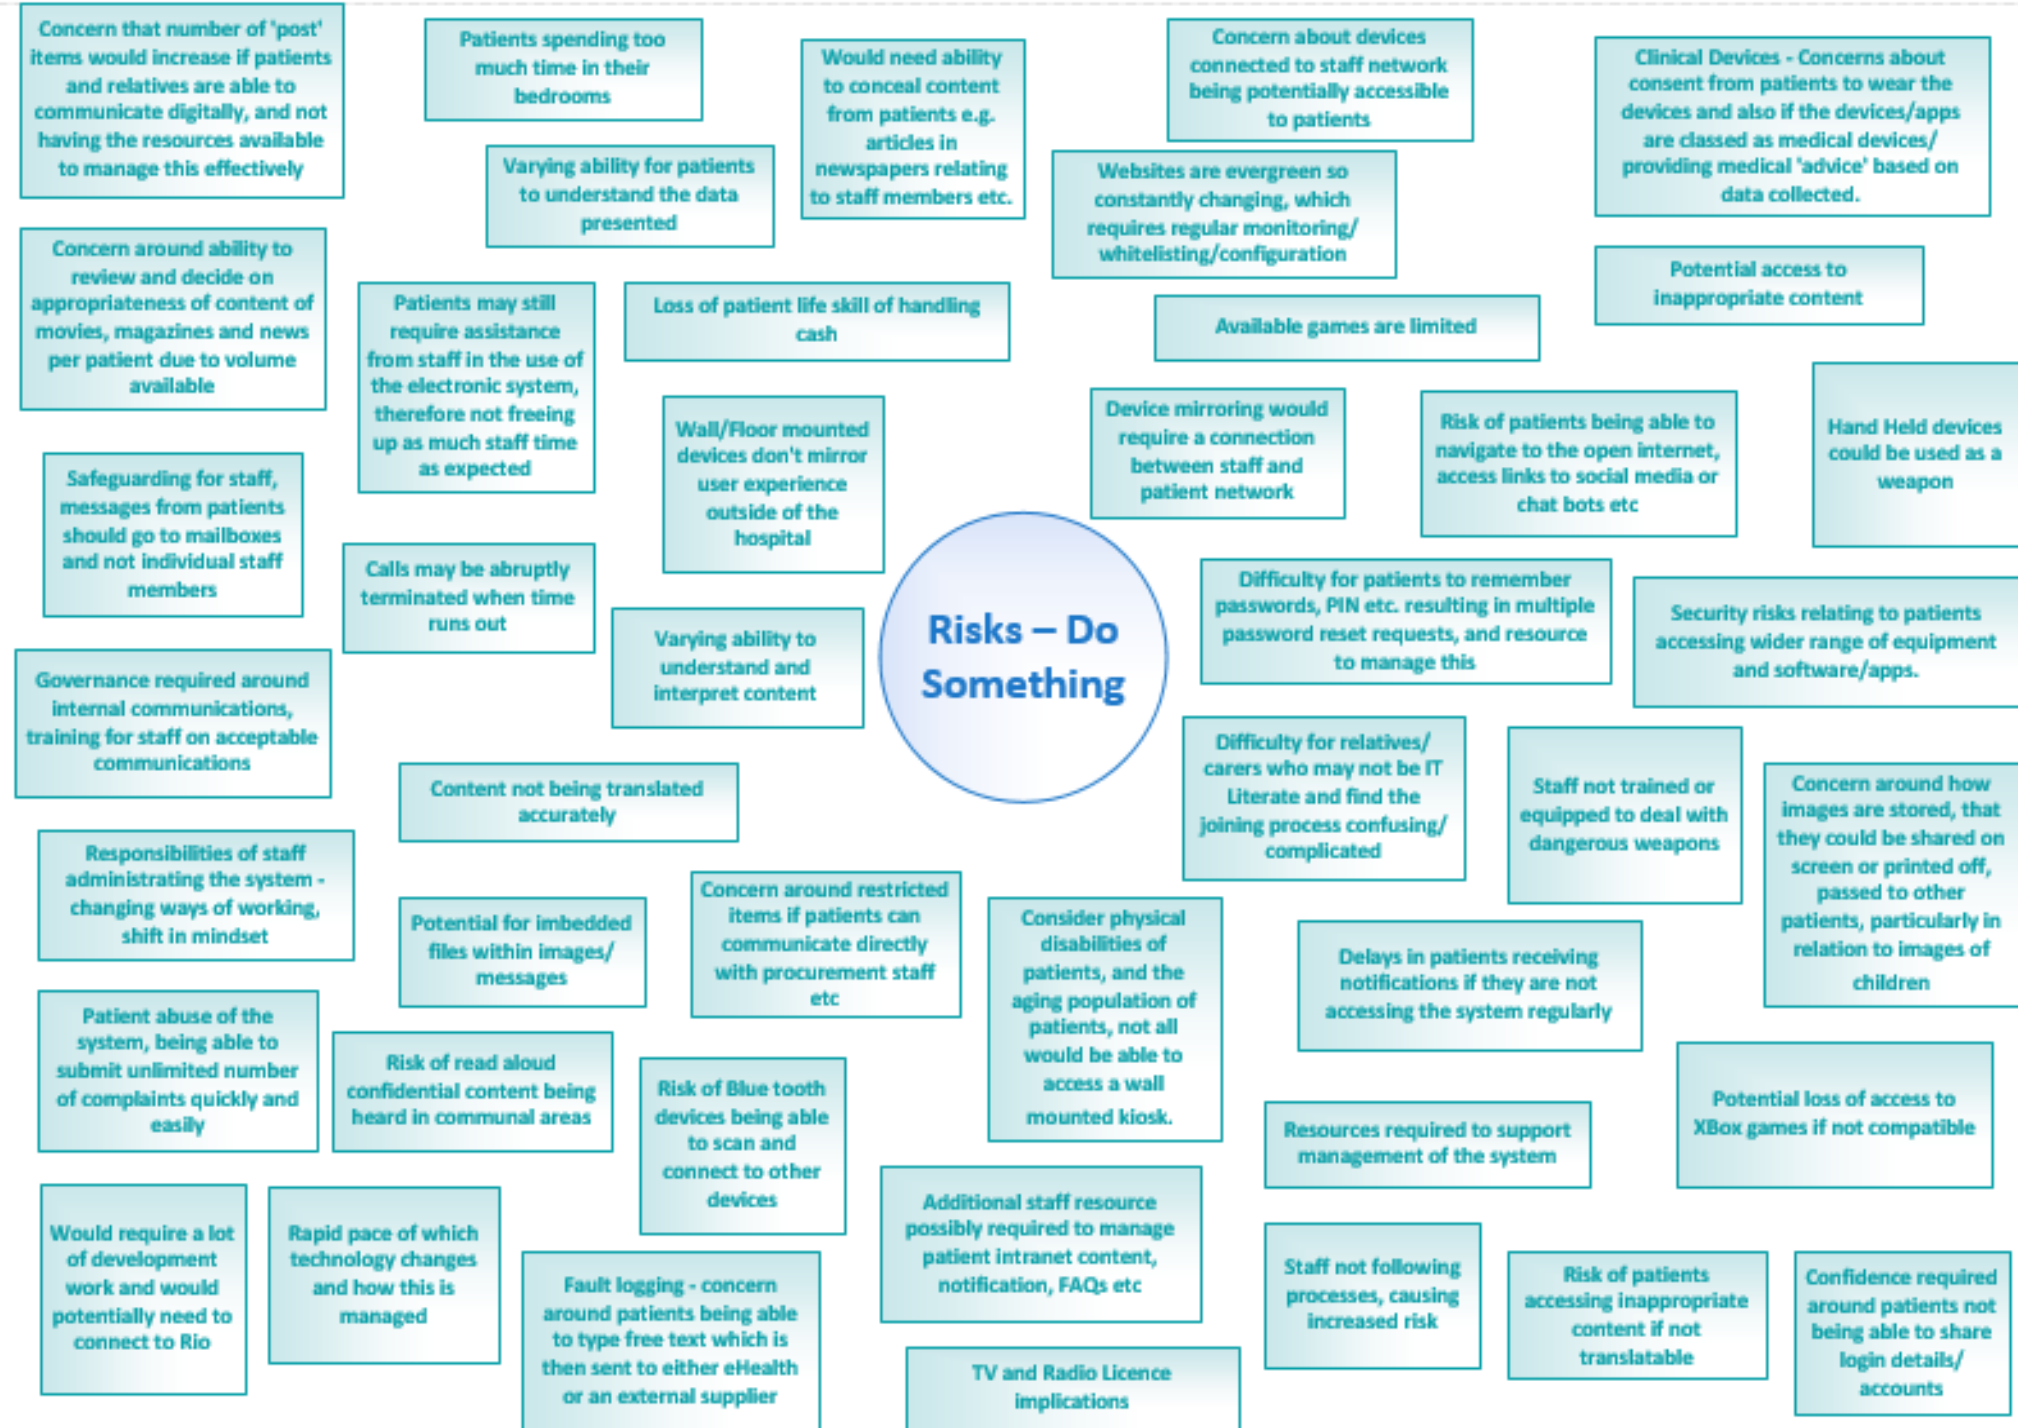 Concern that number of 'post'
items would increase if patients
and relatives are able to
communicate digitally, and not
having the resources available
to manage this effectively
Patients spending too
much time in their
bedrooms
Would need ability
to conceal content
from patients e.g.
articles in
newspapers relating
to staff members etc.
Concern about devices
connected to staff network
being potentially accessible
to patients
Clinical Devices - Concerns about
consent from patients to wear the
devices and also if the devices/apps
are classed as medical devices/
providing medical 'advice' based on
data collected.
Varying ability for patients
to understand the data
presented
Websites are evergreen so
constantly changing, which
requires regular monitoring/
whitelisting/configuration
Concern around ability to
review and decide on
appropriateness of content of
movies, magazines and news
per patient due to volume
available
Patients may still
require assistance
from staff in the use of
the electronic system,
therefore not freeing
up as much staff time
as expected
Loss of patient life skill of handling
cash
Available games are limited
Potential access to
inappropriate content
Wall/Floor mounted
devices don't mirror
user experience
outside of the
hospital
Device mirroring would
require a connection
between staff and
patient network
Risk of patients being able to
navigate to the open internet,
access links to social media or
chat bots etc
Hand Held devices
could be used as a
weapon
Safeguarding for staff,
messages from patients
should go to mailboxes
and not individual staff
members
Calls may be abruptly
terminated when time
runs out
Varying ability to
understand and
interpret content
Risks – Do
Something
Difficulty for patients to remember
passwords, PIN etc. resulting in multiple
password reset requests, and resource
to manage this
Security risks relating to patients
accessing wider range of equipment
and software/apps.
Governance required around
internal communications,
training for staff on acceptable
communications
Content not being translated
accurately
Difficulty for relatives/
carers who may not be IT
Literate and find the
joining process confusing/
complicated
Staff not trained or
equipped to deal with
dangerous weapons
Concern around how
images are stored, that
they could be shared on
screen or printed off,
passed to other
patients, particularly in
relation to images of
children
Responsibilities of staff
administrating the system -
changing ways of working,
shift in mindset
Potential for imbedded
files within images/
messages
Concern around restricted
items if patients can
communicate directly
with procurement staff
etc
Consider physical
disabilities of
patients, and the
aging population of
patients, not all
would be able to
access a wall
mounted kiosk.
Delays in patients receiving
notifications if they are not
accessing the system regularly
Patient abuse of the
system, being able to
submit unlimited number
of complaints quickly and
easily
Risk of read aloud
confidential content being
heard in communal areas
Risk of Blue tooth
devices being able
to scan and
connect to other
devices
Resources required to support
management of the system
Potential loss of access to
XBox games if not compatible
Would require a lot
of development
work and would
potentially need to
connect to Rio
Rapid pace of which
technology changes
and how this is
managed
Fault logging - concern
around patients being able
to type free text which is
then sent to either eHealth
or an external supplier
Additional staff resource
possibly required to manage
patient intranet content,
notification, FAQs etc
TV and Radio Licence
implications
Staff not following
processes, causing
increased risk
Risk of patients
accessing inappropriate
content if not
translatable
Confidence required
around patients not
being able to share
login details/
accounts